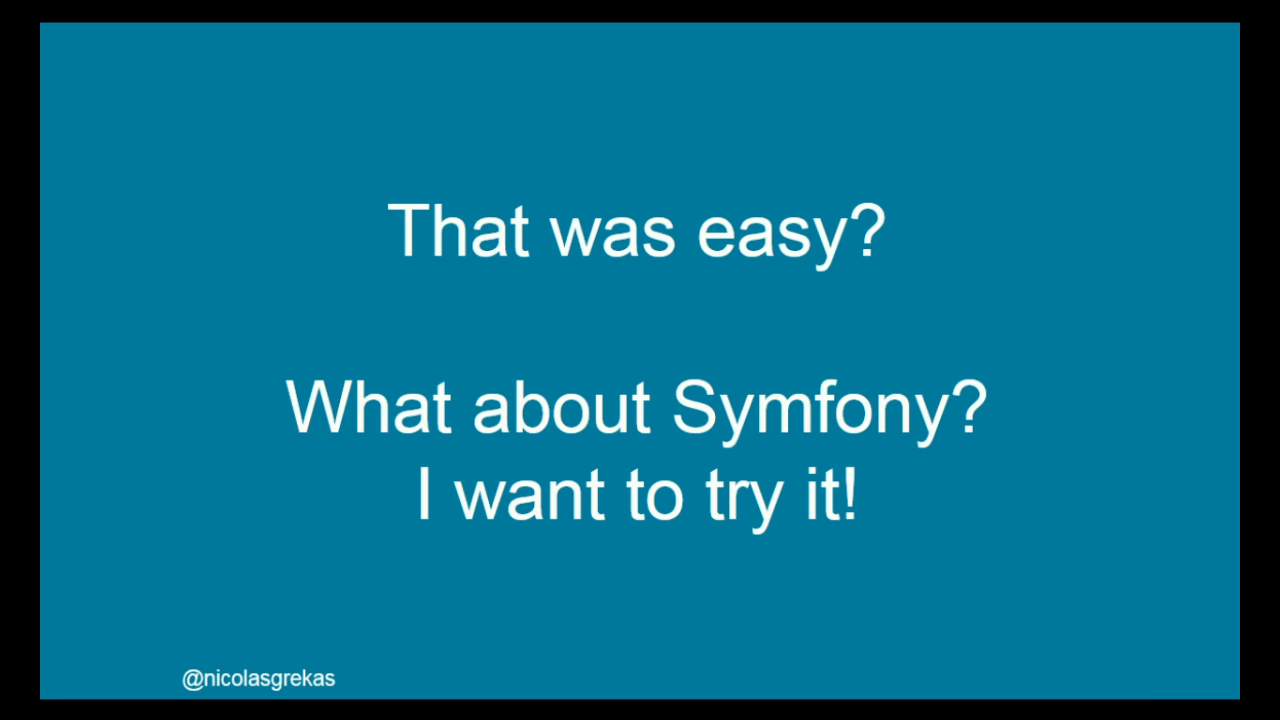 That was easy?
What about Symfony?
I want to try it!
@nicolasgrekas